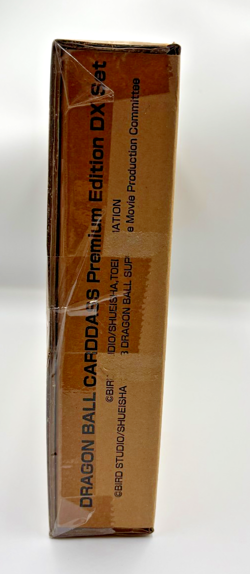 DRAGON BALL CARDDASS Premium Edition DX Set
©BIRD STUDIO/SHUEISHA,TOEI IATION
©BIRD STUDIO/SHUEISHA DRAGON BALL SUP e Movie Production Committee